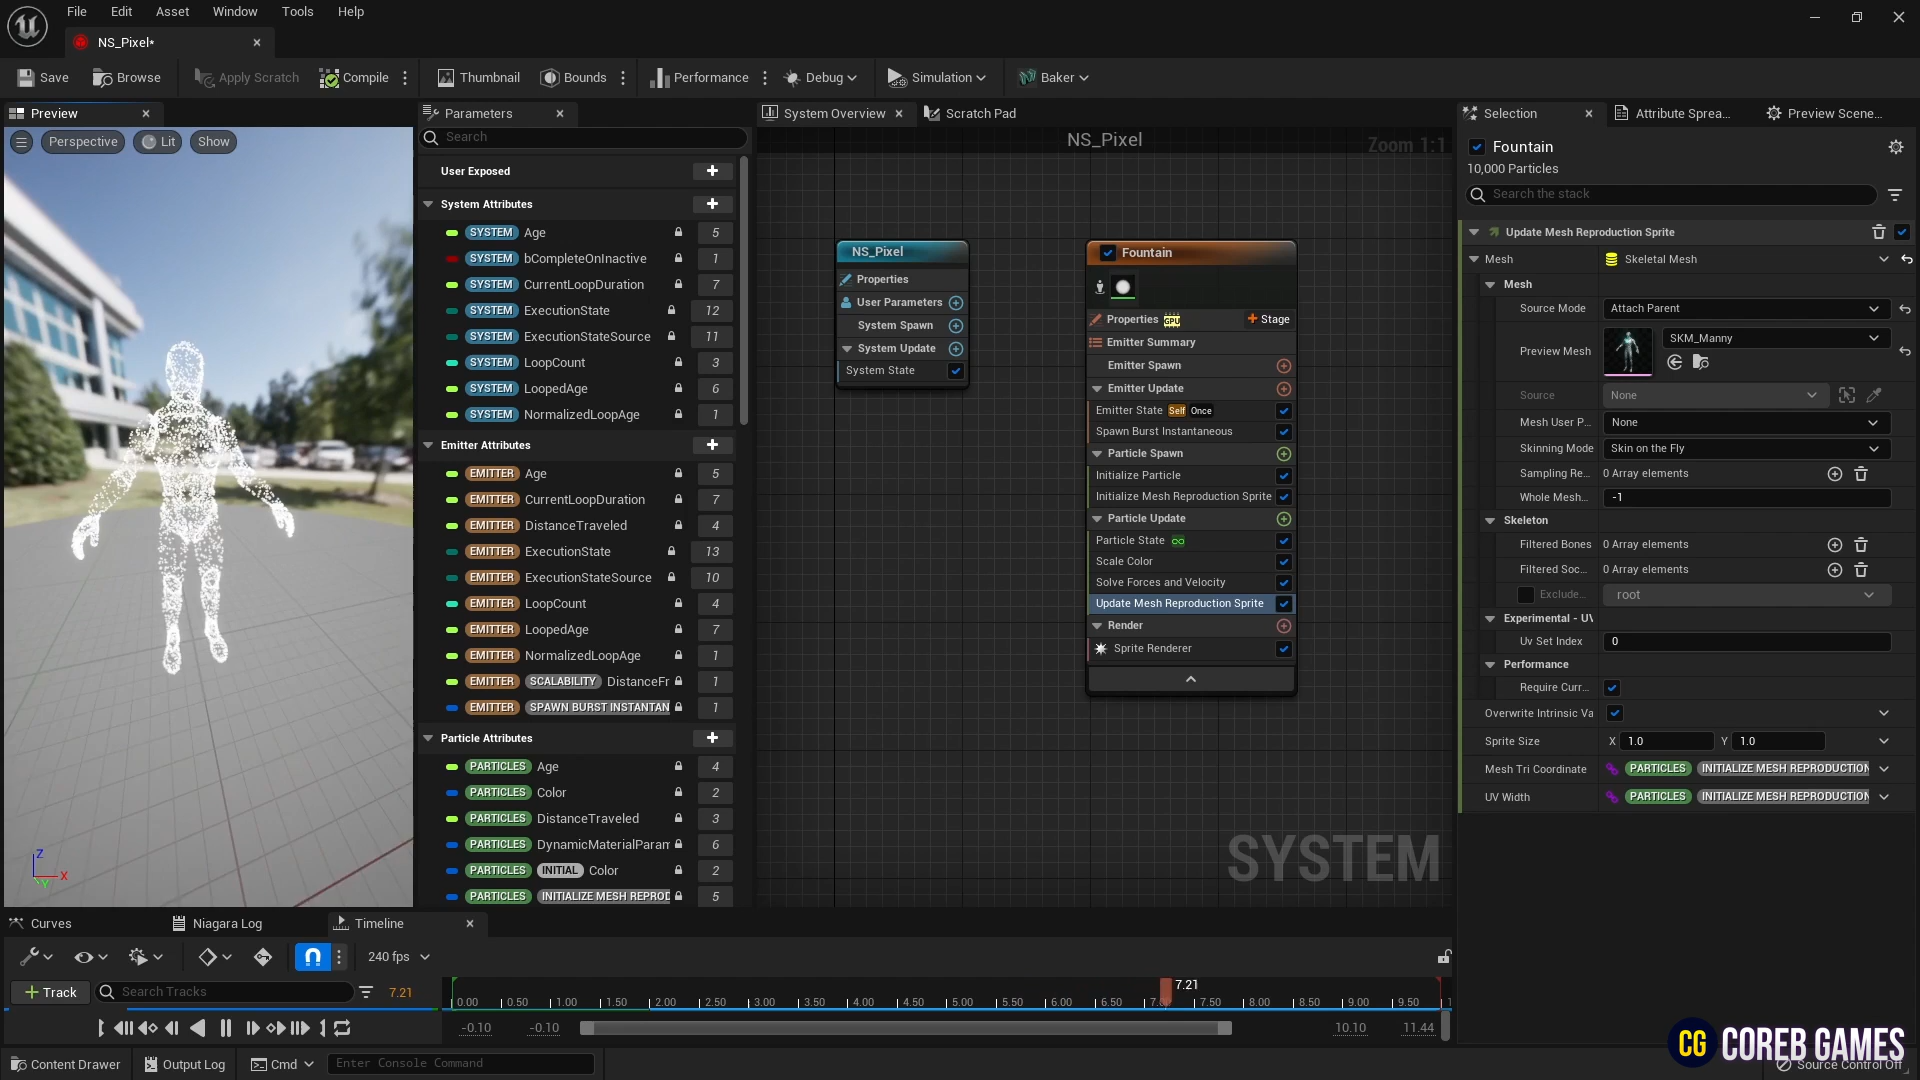 File Edit Asset Window Tools Help
NS_Pixel*
Save Browse Apply Scratch Compile Thumbnail Bounds Performance Debug Simulation Baker
Preview
Perspective Lit Show
Z
X
Y
Parameters
Search
User Exposed
System Attributes
SYSTEM Age 5
SYSTEM bCompleteOnInactive 1
SYSTEM CurrentLoopDuration 7
SYSTEM ExecutionState 12
SYSTEM ExecutionStateSource 11
SYSTEM LoopCount 3
SYSTEM LoopedAge 6
SYSTEM NormalizedLoopAge 1
Emitter Attributes
EMITTER Age 5
EMITTER CurrentLoopDuration 7
EMITTER DistanceTraveled 4
EMITTER ExecutionState 13
EMITTER ExecutionStateSource 10
EMITTER LoopCount 4
EMITTER LoopedAge 7
EMITTER NormalizedLoopAge 1
EMITTER SCALABILITY DistanceFr 1
EMITTER SPAWN BURST INSTANTAN 1
Particle Attributes
PARTICLES Age 4
PARTICLES Color 2
PARTICLES DistanceTraveled 3
PARTICLES DynamicMaterialParam 6
PARTICLES INITIAL Color 2
PARTICLES INITIALIZE MESH REPROD 5
System Overview Scratch Pad
NS_Pixel
Zoom 1:1
NS_Pixel
Properties
User Parameters
System Spawn
System Update
System State
Fountain
Properties GPU Stage
Emitter Summary
Emitter Spawn
Emitter Update
Emitter State Self Once
Spawn Burst Instantaneous
Particle Spawn
Initialize Particle
Initialize Mesh Reproduction Sprite
Particle Update
Particle State
Scale Color
Solve Forces and Velocity
Update Mesh Reproduction Sprite
Render
Sprite Renderer
SYSTEM
Selection Attribute Sprea... Preview Scene...
Fountain
10,000 Particles
Search the stack
Update Mesh Reproduction Sprite
Mesh Skeletal Mesh
Mesh
Source Mode Attach Parent
Preview Mesh SKM_Manny
Source None
Mesh User P... None
Skinning Mode Skin on the Fly
Sampling Re... 0 Array elements
Whole Mesh... -1
Skeleton
Filtered Bones 0 Array elements
Filtered Soc... 0 Array elements
Exclude... root
Experimental - UV
Uv Set Index 0
Performance
Require Curr...
Overwrite Intrinsic Va
Sprite Size X 1.0 Y 1.0
Mesh Tri Coordinate PARTICLES INITIALIZE MESH REPRODUCTION
UV Width PARTICLES INITIALIZE MESH REPRODUCTION
Curves Niagara Log Timeline
240 fps
Track Search Tracks 7.21
7.21
0.00 0.50 1.00 1.50 2.00 2.50 3.00 3.50 4.00 4.50 5.00 5.50 6.00 6.50 7.50 8.00 8.50 9.00 9.50
-0.10 -0.10 10.10 11.44
Content Drawer Output Log Cmd Enter Console Command
CG COREB GAMES
Source Control Off